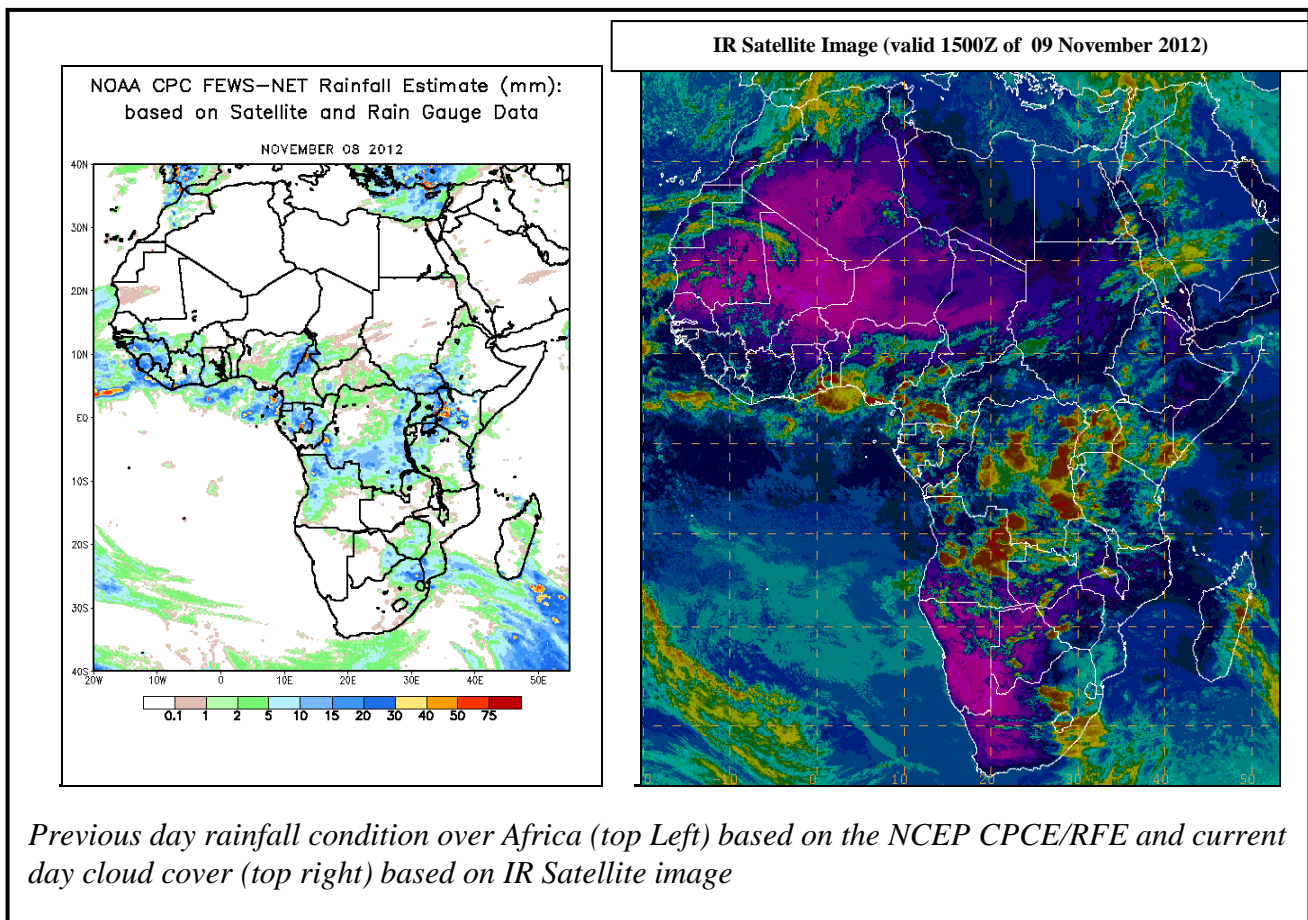 IR Satellite Image (valid 1500Z of 09 November 2012)
NOAA CPC FEWS-NET Rainfall Estimate (mm):
based on Satellite and Rain Gauge Data
NOVEMBER 08 2012
40N
30N
20N
10N
EQ
10S
20S
30S
40S
20W 10W 0 10E 20E 30E 40E 50E
0.1 1 2 5 10 15 20 30 40 50 75
0 -10 0 10 20 30 40 50
Previous day rainfall condition over Africa (top Left) based on the NCEP CPCE/RFE and current
day cloud cover (top right) based on IR Satellite image